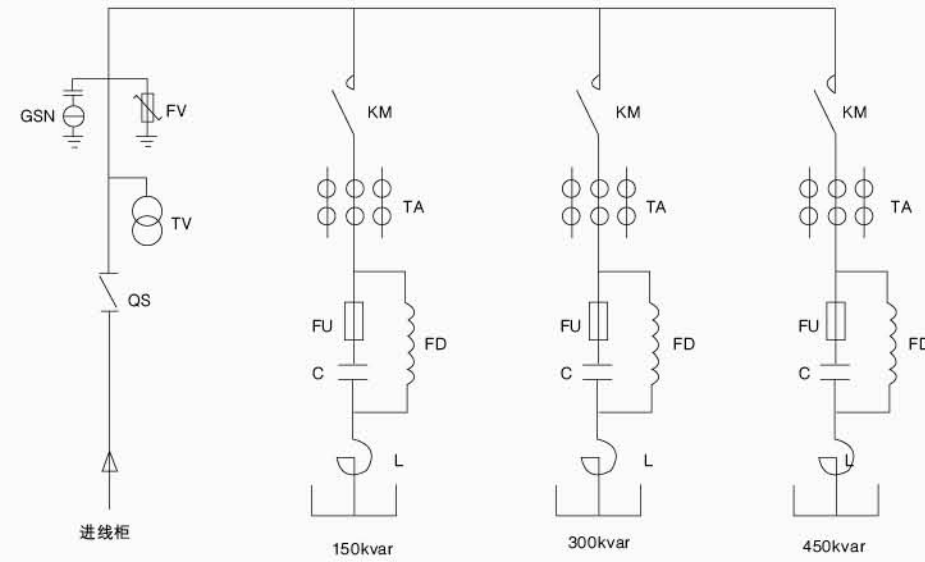 GSN
FV
TV
QS
进线柜
KM
TA
FU
C
FD
L
150kvar
KM
TA
FU
C
FD
L
300kvar
KM
TA
FU
C
FD
L
450kvar